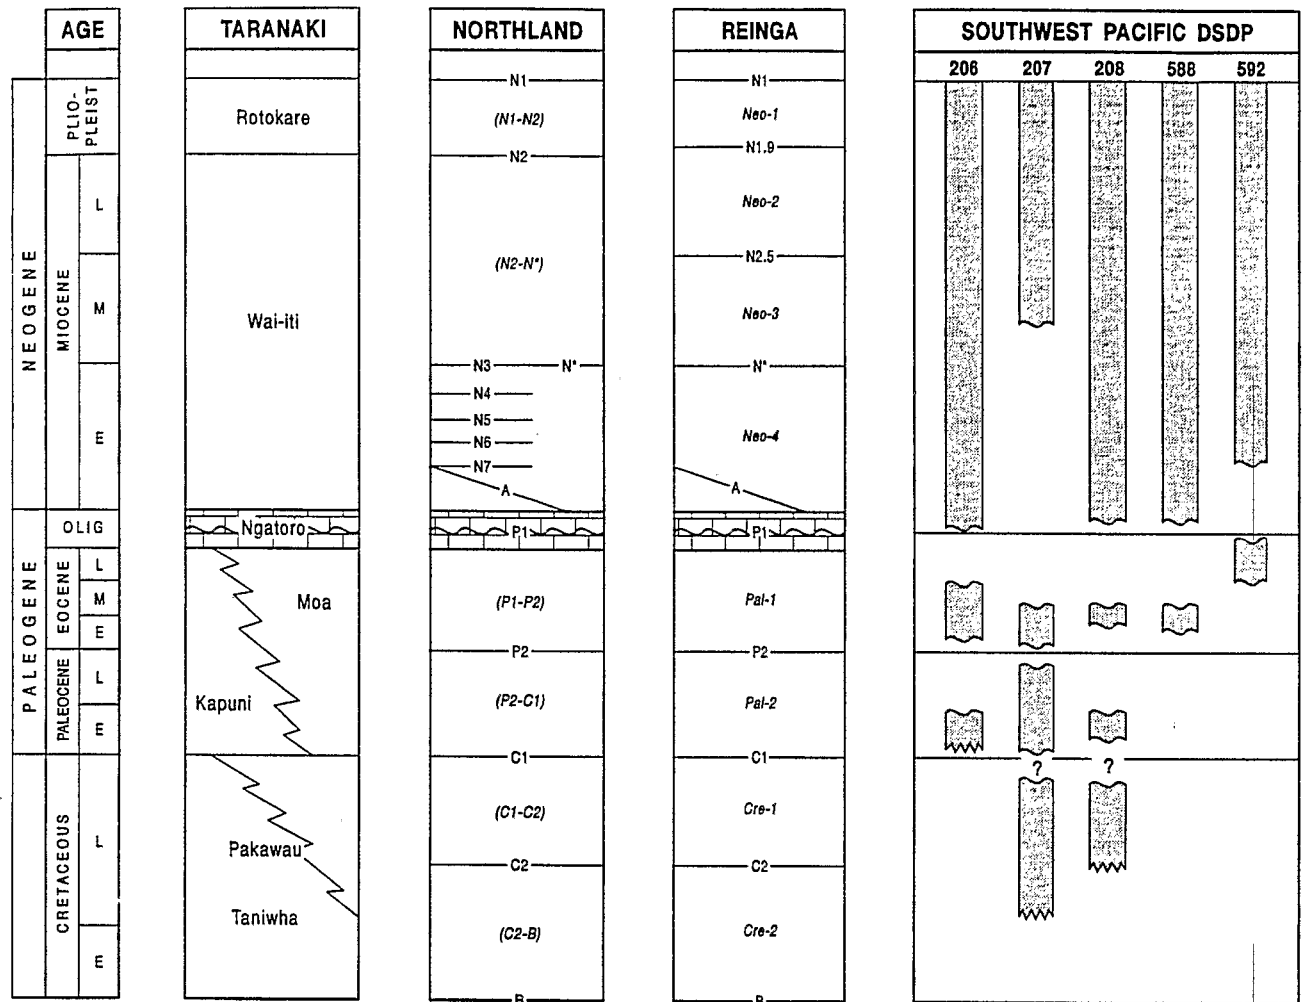 AGE
TARANAKI
NORTHLAND
REINGA
SOUTHWEST PACIFIC DSDP
206 207 208 588 592
NEOGENE
PLIO-
PLEIST
MIOCENE
L
M
E
PALEOGENE
OLIG
EOCENE
L
M
E
PALEOCENE
L
E
CRETACEOUS
L
E
Rotokare
Wai-iti
Ngatoro
Moa
Kapuni
Pakawau
Taniwha
N1
(N1-N2)
N2
(N2-N*)
N3 N*
N4
N5
N6
N7
A
P1
(P1-P2)
P2
(P2-C1)
C1
(C1-C2)
C2
(C2-B)
B
N1
Neo-1
N1.9
Neo-2
N2.5
Neo-3
N*
Neo-4
A
P1
Pal-1
P2
Pal-2
C1
Cre-1
C2
Cre-2
B
? ?